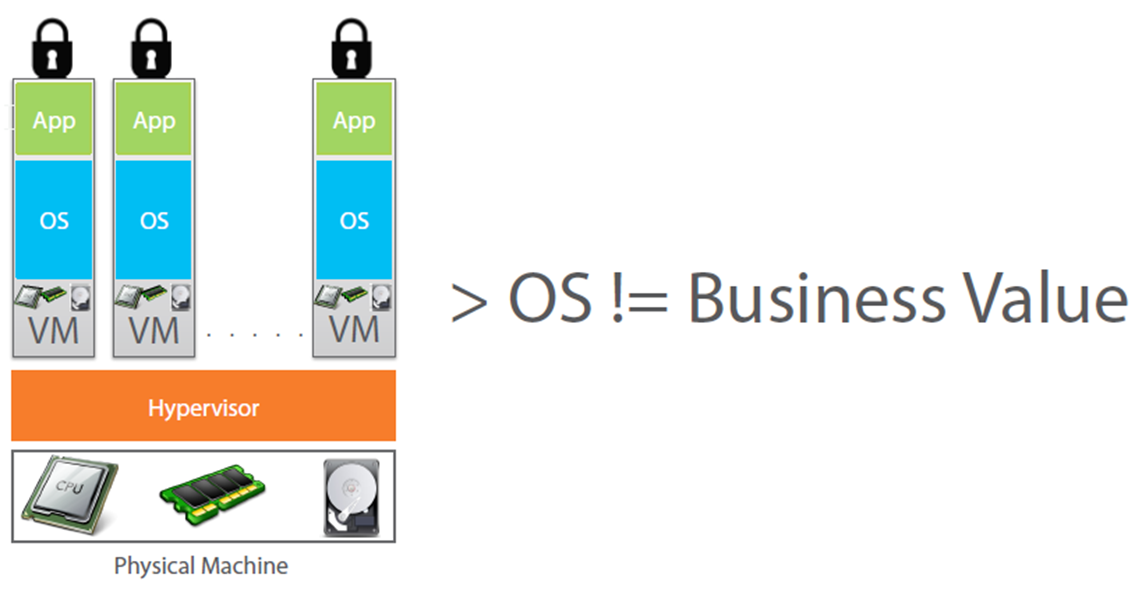 App App App
OS OS OS
> OS != Business Value
VM VM . . . . . VM
Hypervisor
CPU
Physical Machine